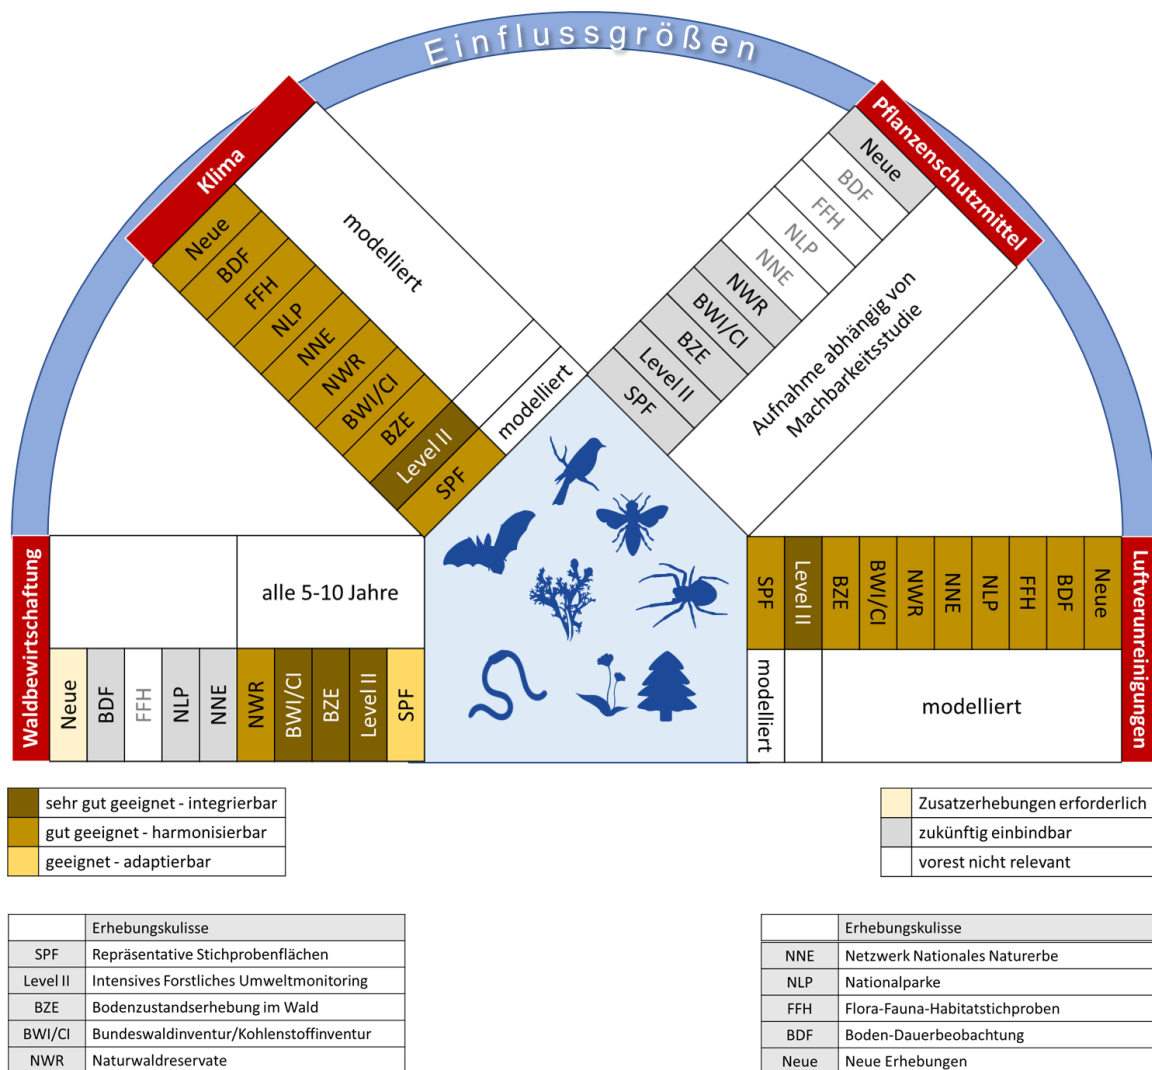 Einflussgrößen
Klima
Neue
BDF
FFH
NLP
NNE
NWR
BWI/CI
BZE
Level II
SPF
modelliert
modelliert
Pflanzenschutzmittel
Neue
BDF
FFH
NLP
NNE
NWR
BWI/CI
BZE
Level II
SPF
Aufnahme abhängig von
Machbarkeitsstudie
Waldbewirtschaftung
alle 5-10 Jahre
Neue
BDF
FFH
NLP
NNE
NWR
BWI/CI
BZE
Level II
SPF
SPF
Level II
BZE
BWI/CI
NWR
NNE
NLP
FFH
BDF
Neue
modelliert
modelliert
Luftverunreinigungen
sehr gut geeignet - integrierbar
gut geeignet - harmonisierbar
geeignet - adaptierbar
Zusatzerhebungen erforderlich
zukünftig einbindbar
vorest nicht relevant
Erhebungskulisse
SPF Repräsentative Stichprobenflächen
Level II Intensives Forstliches Umweltmonitoring
BZE Bodenzustandserhebung im Wald
BWI/CI Bundeswaldinventur/Kohlenstoffinventur
NWR Naturwaldreservate
Erhebungskulisse
NNE Netzwerk Nationales Naturerbe
NLP Nationalparke
FFH Flora-Fauna-Habitatstichproben
BDF Boden-Dauerbeobachtung
Neue Neue Erhebungen